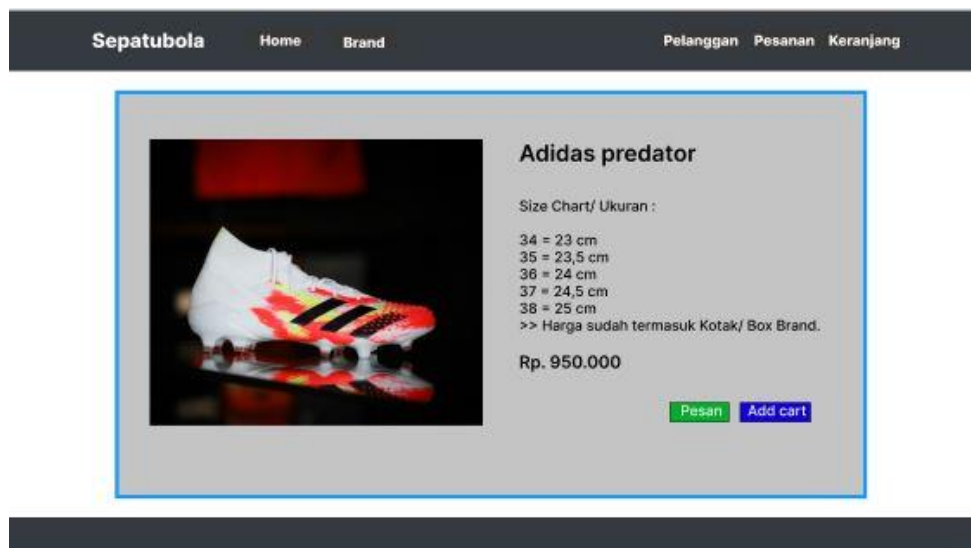 Sepatubola Home Brand Pelanggan Pesanan Keranjang
Adidas predator
Size Chart/ Ukuran :
34 = 23 cm
35 = 23,5 cm
36 = 24 cm
37 = 24,5 cm
38 = 25 cm
>> Harga sudah termasuk Kotak/ Box Brand.
Rp. 950.000
Pesan Add cart